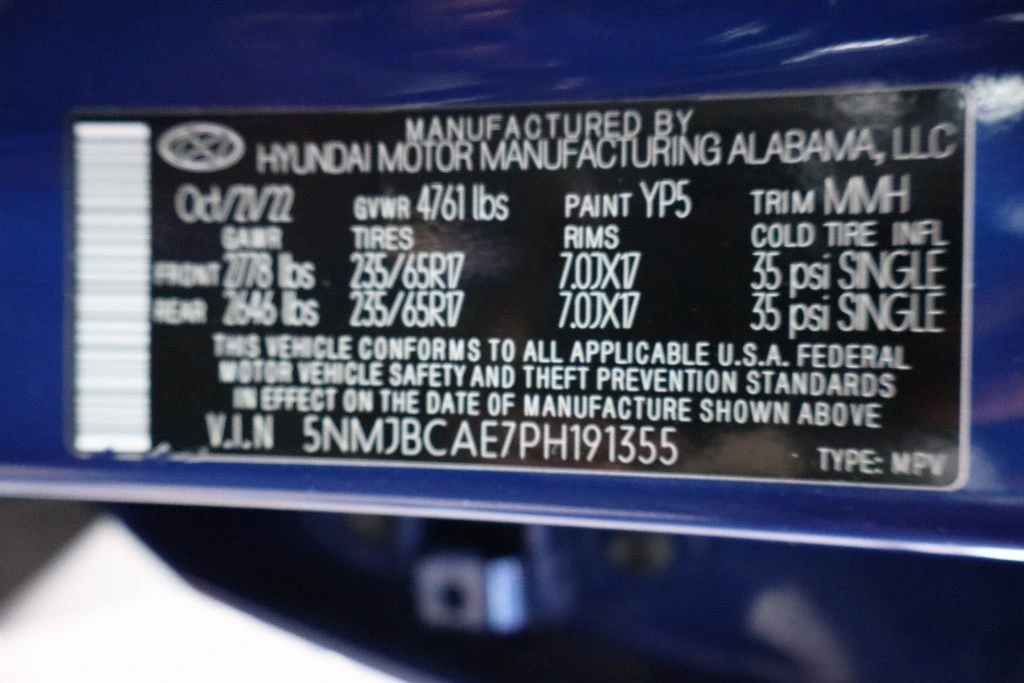 MANUFACTURED BY
HYUNDAI MOTOR MANUFACTURING ALABAMA, LLC
Oct/21/22 GVWR 4761 lbs PAINT YP5 TRIM MMH
GAWR TIRES RIMS COLD TIRE INFL
FRONT 2778 lbs 235/65R17 7.0JX17 35 psi SINGLE
REAR 2646 lbs 235/65R17 7.0JX17 35 psi SINGLE
THIS VEHICLE CONFORMS TO ALL APPLICABLE U.S.A. FEDERAL
MOTOR VEHICLE SAFETY AND THEFT PREVENTION STANDARDS
IN EFFECT ON THE DATE OF MANUFACTURE SHOWN ABOVE
V.I.N 5NMJBCAE7PH191355 TYPE: MPV